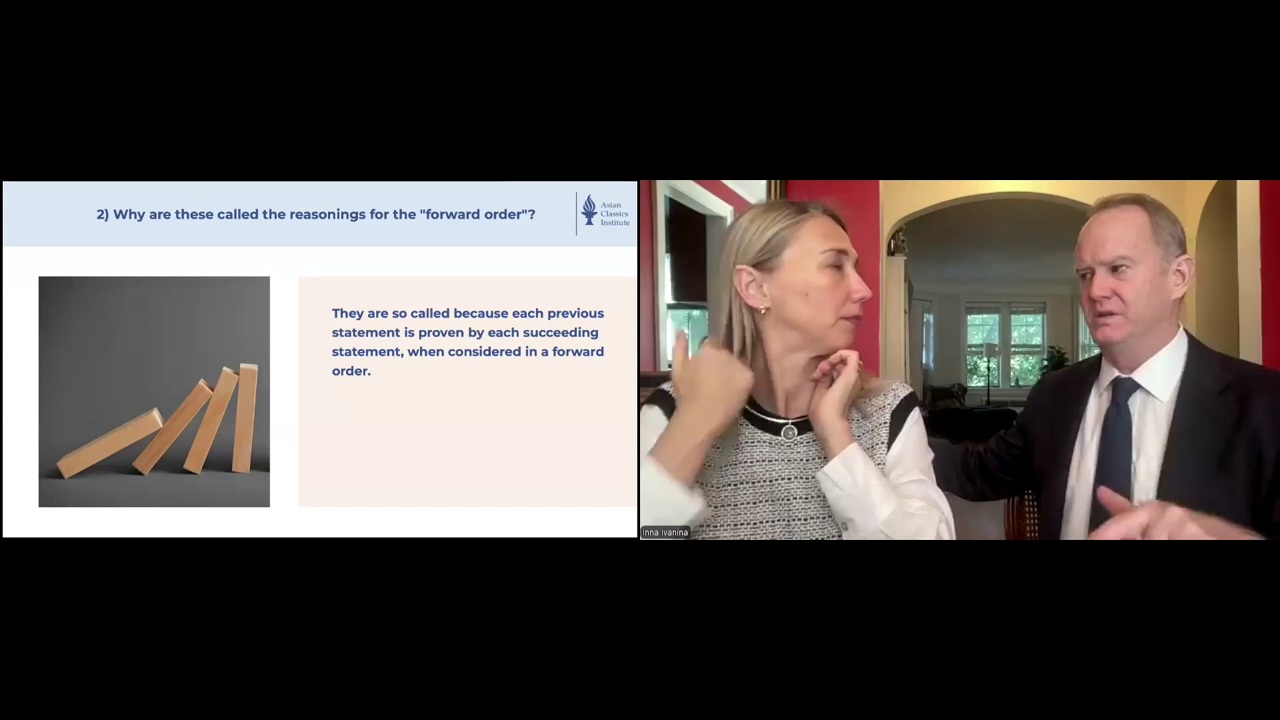 2) Why are these called the reasonings for the "forward order"?
Asian
Classics
Institute
They are so called because each previous
statement is proven by each succeeding
statement, when considered in a forward
order.
Inna Ivanina